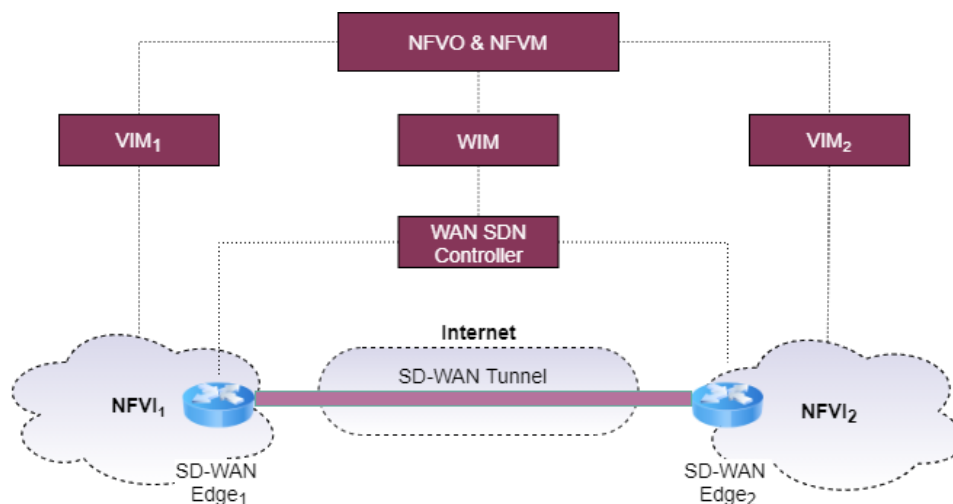 NFVO & NFVM
VIM₁
WIM
VIM₂
WAN SDN
Controller
Internet
SD-WAN Tunnel
NFVI₁
NFVI₂
SD-WAN
Edge₁
SD-WAN
Edge₂